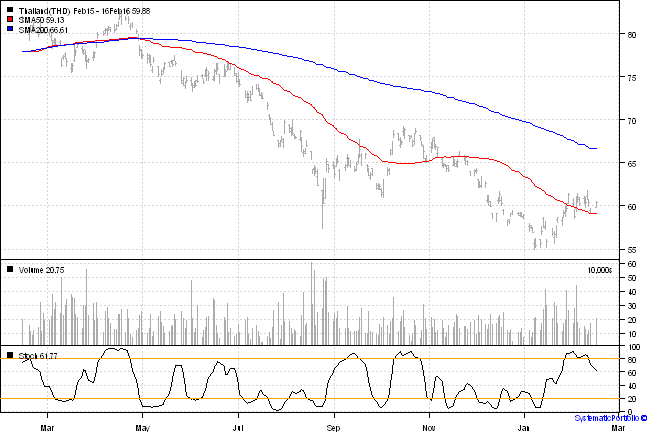 Thailand(THD) Feb15 - 16Feb16 59.88
SMA50 59.13
SMA200 66.61
80
75
70
65
60
55
Volume 20.75
10,000s
60
50
40
30
20
10
Stoch 61.77
100
80
60
40
20
0
Mar May Jul Sep Nov Jan Mar
SystematicPortfolio ©